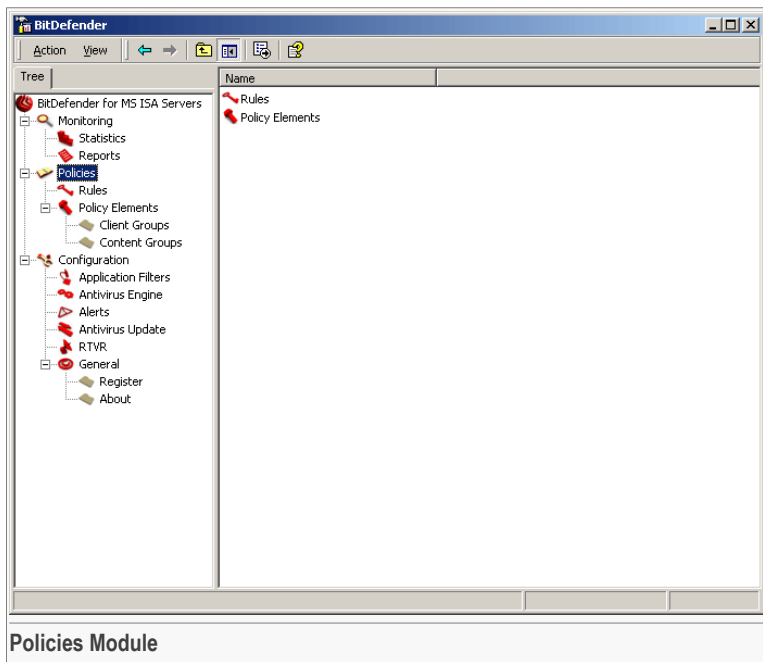 BitDefender
Action View
Tree
Name
BitDefender for MS ISA Servers
Monitoring
Statistics
Reports
Policies
Rules
Policy Elements
Client Groups
Content Groups
Configuration
Application Filters
Antivirus Engine
Alerts
Antivirus Update
RTVR
General
Register
About
Rules
Policy Elements
Policies Module